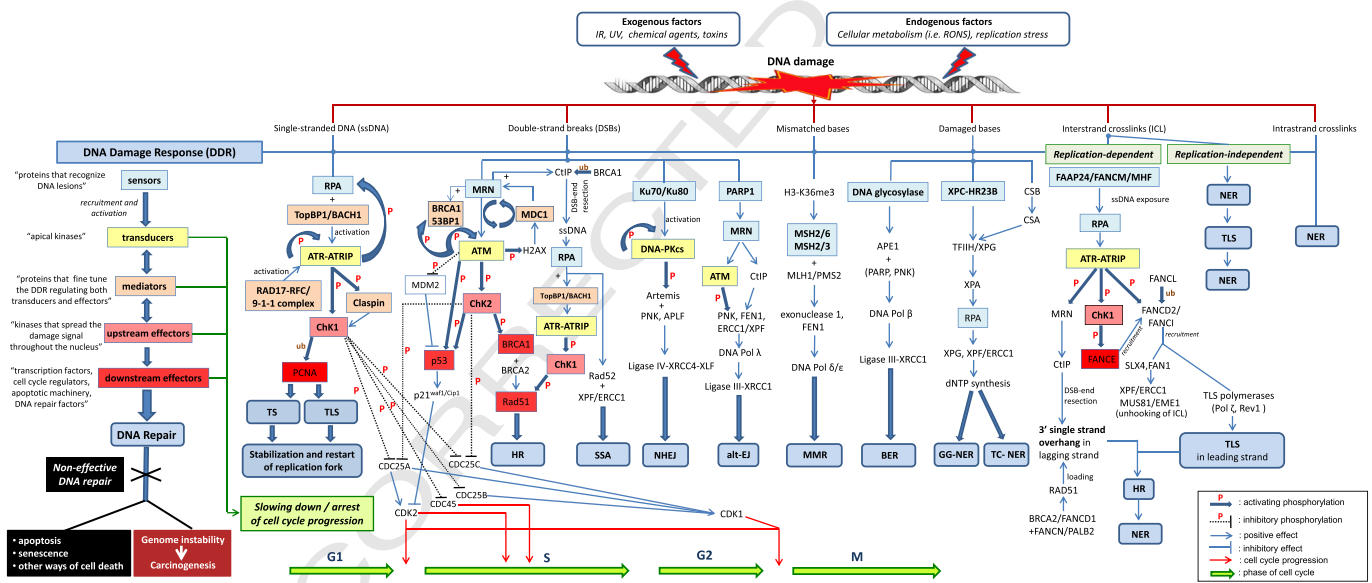 Exogenous factors
IR, UV, chemical agents, toxins
Endogenous factors
Cellular metabolism (i.e. RONS), replication stress
DNA damage
Single-stranded DNA (ssDNA)
Double-strand breaks (DSBs)
Mismatched bases
Damaged bases
Interstrand crosslinks (ICL)
Intrastrand crosslinks
DNA Damage Response (DDR)
"proteins that recognize
DNA lesions"
sensors
recruitment and
activation
"apical kinases"
transducers
"proteins that fine tune
the DDR regulating both
transducers and effectors"
mediators
"kinases that spread the
damage signal
throughout the nucleus"
upstream effectors
"transcription factors,
cell cycle regulators,
apoptotic machinery,
DNA repair factors"
downstream effectors
DNA Repair
Non-effective
DNA repair
• apoptosis
• senescence
• other ways of cell death
Genome instability
Carcinogenesis
Slowing down / arrest
of cell cycle progression
RPA
+
TopBP1/BACH1
activation
P
P
ATR-ATRIP
activation
RAD17-RFC/
9-1-1 complex
P
P
Claspin
ChK1
ub
PCNA
TS
TLS
Stabilization and restart
of replication fork
P
P
P
P
CDC25A
CDC25C
CDC25B
CDC45
CDK2
CDK1
MRN
+
+
CtIP
ub
BRCA1
BRCA1
53BP1
MDC1
DSB-end
resection
P
P
P
P
ATM
H2AX
ssDNA
P
MDM2
P
P
ChK2
P
P
P
p53
p21waf1/Cip1
BRCA1
+
BRCA2
Rad51
HR
RPA
+
TopBP1/BACH1
ATR-ATRIP
P
ChK1
P
Rad52
+
XPF/ERCC1
SSA
Ku70/Ku80
activation
P
DNA-PKcs
P
Artemis
+
PNK, APLF
Ligase IV-XRCC4-XLF
NHEJ
PARP1
MRN
ATM
CtIP
P
PNK, FEN1,
ERCC1/XPF
DNA Pol λ
Ligase III-XRCC1
alt-EJ
H3-K36me3
MSH2/6
MSH2/3
+
MLH1/PMS2
exonuclease 1,
FEN1
DNA Pol δ/ε
MMR
DNA glycosylase
APE1
+
(PARP, PNK)
DNA Pol β
Ligase III-XRCC1
BER
XPC-HR23B
CSB
CSA
TFIIH/XPG
XPA
RPA
XPG, XPF/ERCC1
dNTP synthesis
GG-NER
TC- NER
Replication-dependent
FAAP24/FANCM/MHF
ssDNA exposure
RPA
ATR-ATRIP
P
P
P
MRN
ChK1
P
FANCE
FANCL
ub
FANCD2/
FANCI
recruitment
recruitment
CtIP
DSB-end
resection
SLX4,FAN1
XPF/ERCC1
MUS81/EME1
(unhooking of ICL)
TLS polymerases
(Pol ζ, Rev1 )
3' single strand
overhang in
lagging strand
TLS
in leading strand
loading
RAD51
BRCA2/FANCD1
+FANCN/PALB2
HR
NER
Replication-independent
NER
TLS
NER
NER
P
: activating phosphorylation
P
: inhibitory phosphorylation
: positive effect
: inhibitory effect
: cell cycle progression
: phase of cell cycle
G1
S
G2
M